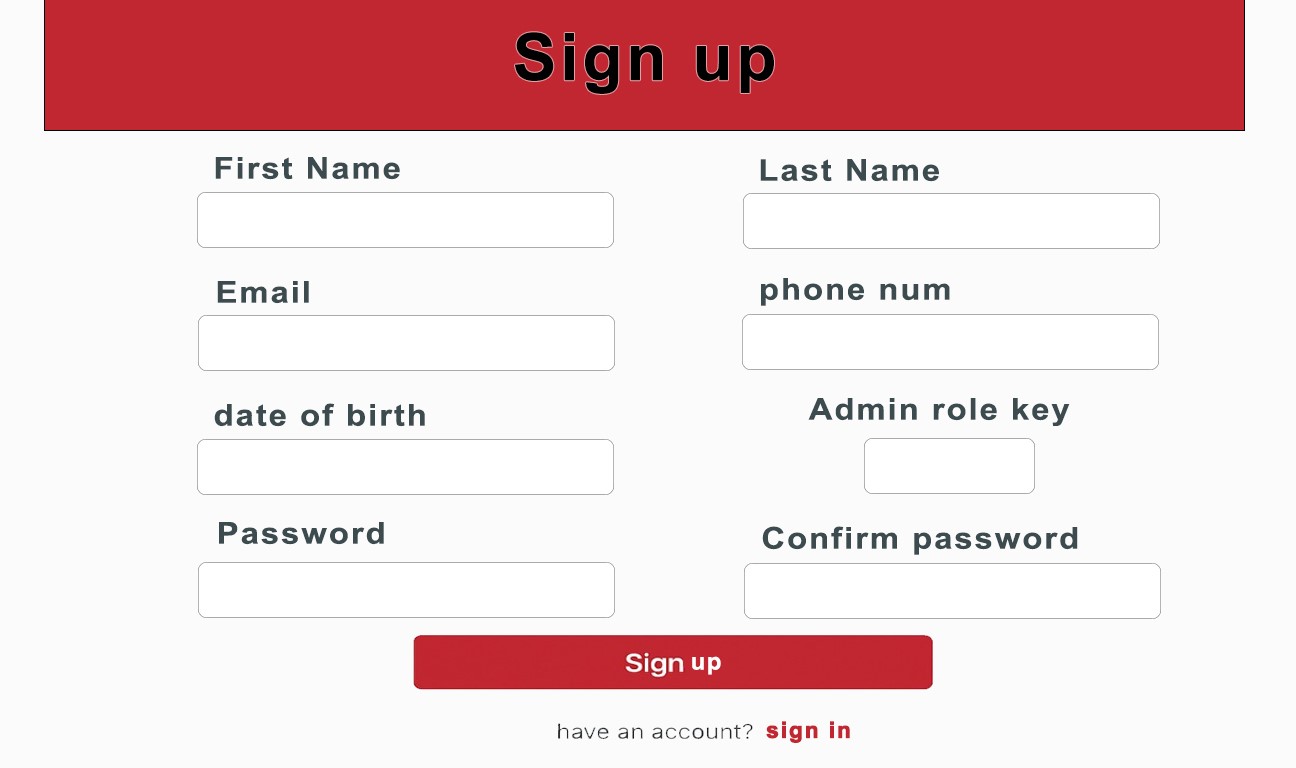 Sign up
First Name
Last Name
Email
phone num
date of birth
Admin role key
Password
Confirm password
Sign up
have an account? sign in